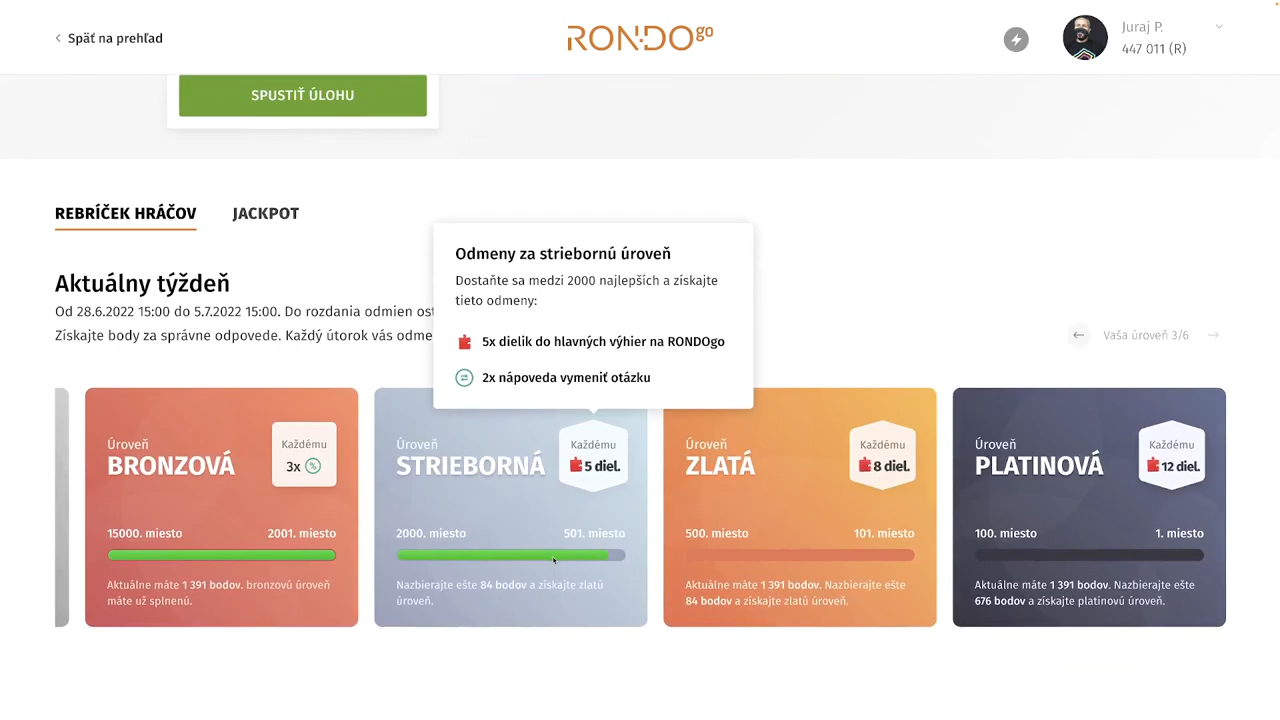 Späť na prehľad
RONDO go
Juraj P.
447 011 (R)
SPUSTIŤ ÚLOHU
REBRÍČEK HRÁČOV
JACKPOT
Aktuálny týždeň
Od 28.6.2022 15:00 do 5.7.2022 15:00. Do rozdania odmien ost
Získajte body za správne odpovede. Každý útorok vás odme
Odmeny za striebornú úroveň
Dostaňte sa medzi 2000 najlepších a získajte
tieto odmeny:
5x dielik do hlavných výhier na RONDOgo
2x nápoveda vymeniť otázku
Vaša úroveň 3/6
Úroveň
BRONZOVÁ
Každému
3x %
15000. miesto
2001. miesto
Aktuálne máte 1 391 bodov. bronzovú úroveň
máte už splnenú.
Úroveň
STRIEBORNÁ
Každému
5 diel.
2000. miesto
501. miesto
Nazbierajte ešte 84 bodov a získajte zlatú
úroveň.
Úroveň
ZLATÁ
Každému
8 diel.
500. miesto
101. miesto
Aktuálne máte 1 391 bodov. Nazbierajte ešte
84 bodov a získajte zlatú úroveň.
Úroveň
PLATINOVÁ
Každému
12 diel.
100. miesto
1. miesto
Aktuálne máte 1 391 bodov. Nazbierajte ešte
676 bodov a získajte platinovú úroveň.